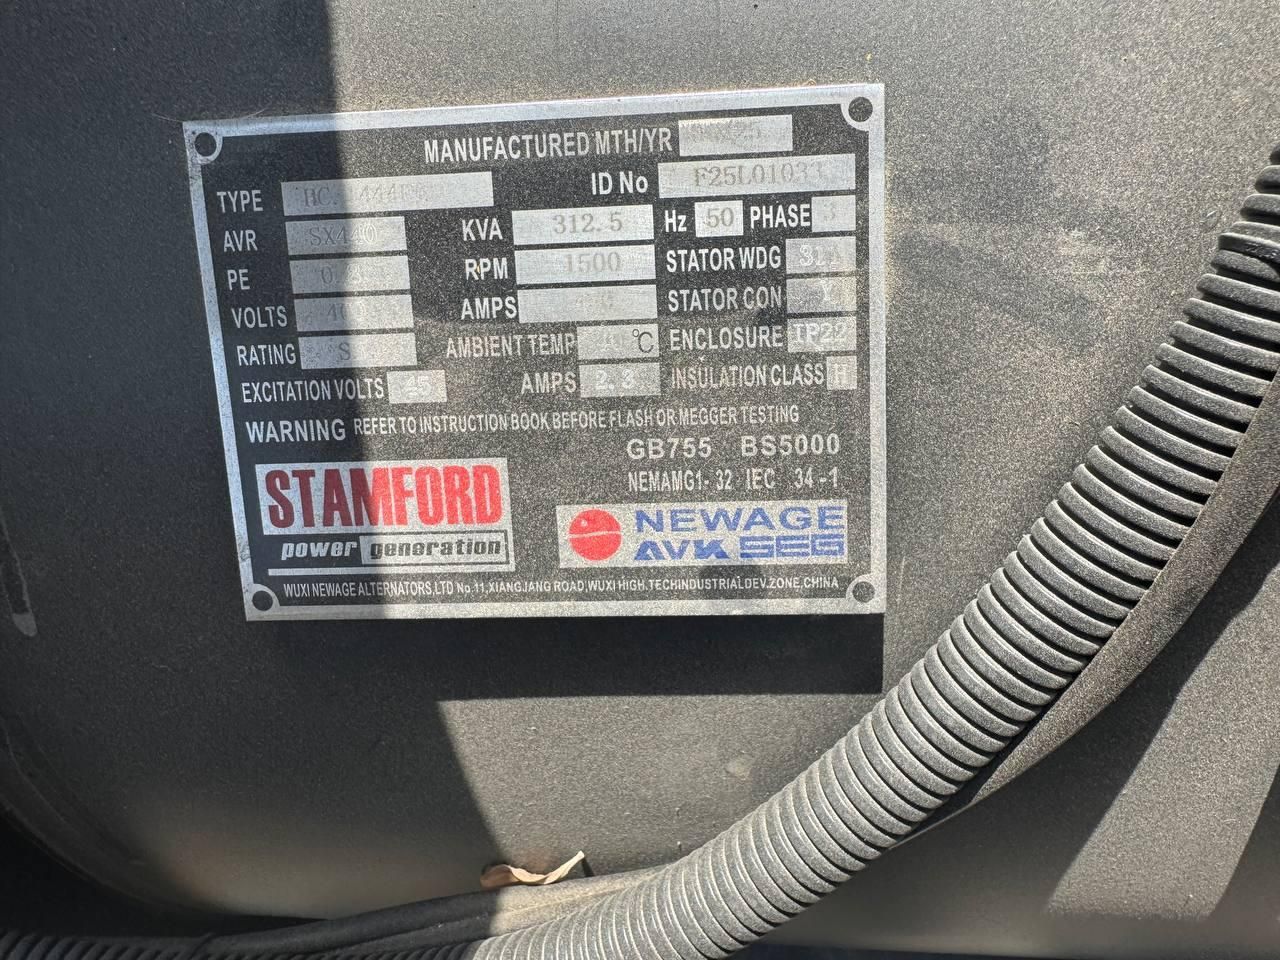 MANUFACTURED MTH/YR
ID No F25L0103
TYPE
AVR SX440 KVA 312.5 Hz 50 PHASE 3
PE 0.8 RPM 1500 STATOR WDG
VOLTS AMPS STATOR CON
RATING AMBIENT TEMP ℃ ENCLOSURE IP22
EXCITATION VOLTS 45 AMPS 2.3 INSULATION CLASS H
WARNING REFER TO INSTRUCTION BOOK BEFORE FLASH OR MEGGER TESTING
GB755 BS5000
NEMAMG1-32 IEC 34-1
STAMFORD
power generation
NEWAGE
AVK SEG
WUXI NEWAGE ALTERNATORS.LTD No.11,XIANGJANG ROAD,WUXI HIGH.TECHINDUSTRIALDEV.ZONE,CHINA